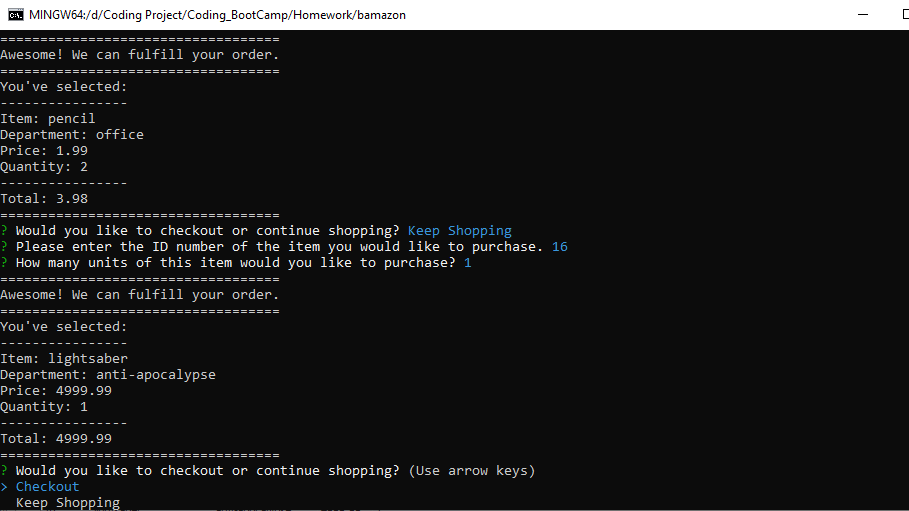 MINGW64:/d/Coding Project/Coding_BootCamp/Homework/bamazon
===================================
Awesome! We can fulfill your order.
===================================
You've selected:
----------------
Item: pencil
Department: office
Price: 1.99
Quantity: 2
----------------
Total: 3.98
===================================
? Would you like to checkout or continue shopping? Keep Shopping
? Please enter the ID number of the item you would like to purchase. 16
? How many units of this item would you like to purchase? 1
===================================
Awesome! We can fulfill your order.
===================================
You've selected:
----------------
Item: lightsaber
Department: anti-apocalypse
Price: 4999.99
Quantity: 1
----------------
Total: 4999.99
===================================
? Would you like to checkout or continue shopping? (Use arrow keys)
> Checkout
  Keep Shopping